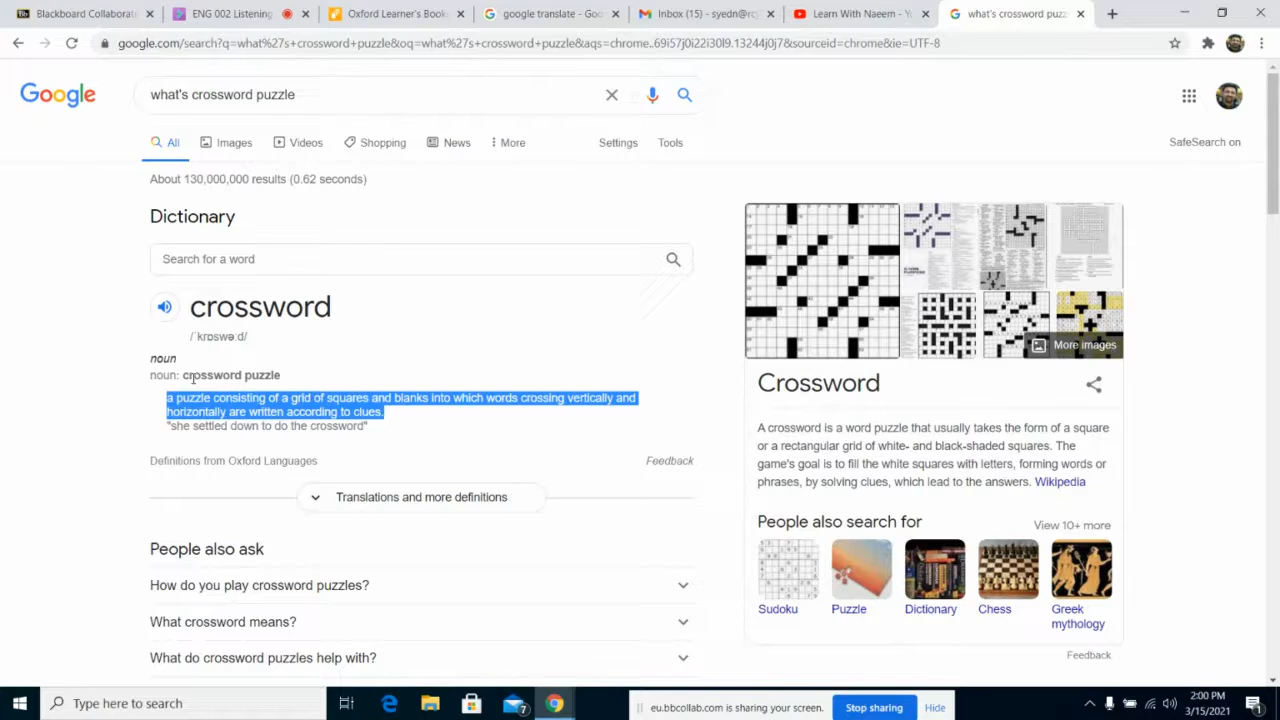 Blackboard Collaborate
ENG 002 Listening
Oxford Learner's Book
google translate - Go
Inbox (15) - syedn@rcy
Learn With Naeem - Yo
what's crossword puzz
google.com/search?q=what%27s+crossword+puzzle&oq=what%27s+crossword+puzzle&aqs=chrome..69i57j0i22i30l9.13244j0j7&sourceid=chrome&ie=UTF-8
Google
what's crossword puzzle
All
Images
Videos
Shopping
News
More
Settings
Tools
SafeSearch on
About 130,000,000 results (0.62 seconds)
Dictionary
Search for a word
crossword
/ˈkrɒswəːd/
noun
noun: crossword puzzle
a puzzle consisting of a grid of squares and blanks into which words crossing vertically and
horizontally are written according to clues.
"she settled down to do the crossword"
Definitions from Oxford Languages
Feedback
Translations and more definitions
People also ask
How do you play crossword puzzles?
What crossword means?
What do crossword puzzles help with?
More images
Crossword
A crossword is a word puzzle that usually takes the form of a square
or a rectangular grid of white- and black-shaded squares. The
game's goal is to fill the white squares with letters, forming words or
phrases, by solving clues, which lead to the answers. Wikipedia
People also search for
View 10+ more
Sudoku
Puzzle
Dictionary
Chess
Greek
mythology
Feedback
Type here to search
7
eu.bbcollab.com is sharing your screen.
Stop sharing
Hide
2:00 PM
3/15/2021
1